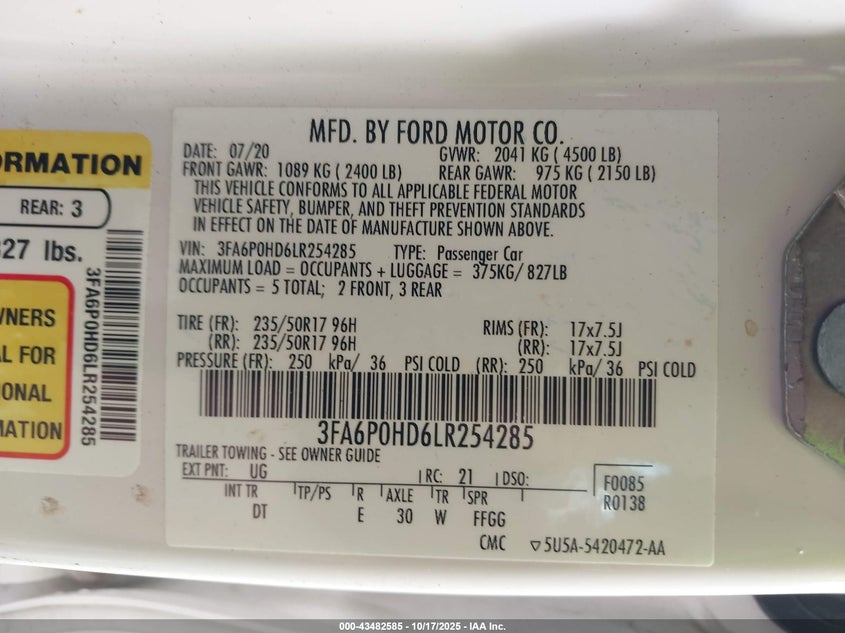 MFD. BY FORD MOTOR CO.
DATE: 07/20 GVWR: 2041 KG ( 4500 LB)
FRONT GAWR: 1089 KG ( 2400 LB) REAR GAWR: 975 KG ( 2150 LB)
THIS VEHICLE CONFORMS TO ALL APPLICABLE FEDERAL MOTOR
VEHICLE SAFETY, BUMPER, AND THEFT PREVENTION STANDARDS
IN EFFECT ON THE DATE OF MANUFACTURE SHOWN ABOVE.
VIN: 3FA6P0HD6LR254285 TYPE: Passenger Car
MAXIMUM LOAD = OCCUPANTS + LUGGAGE = 375KG/ 827LB
OCCUPANTS = 5 TOTAL; 2 FRONT, 3 REAR
TIRE (FR): 235/50R17 96H RIMS (FR): 17x7.5J
(RR): 235/50R17 96H (RR): 17x7.5J
PRESSURE (FR): 250 kPa/ 36 PSI COLD (RR): 250 kPa/ 36 PSI COLD
3FA6P0HD6LR254285
TRAILER TOWING - SEE OWNER GUIDE
EXT PNT: UG RC: 21 DSO:
INT TR TP/PS R AXLE TR SPR
DT E 30 W FFGG
F0085
R0138
CMC ▽5U5A-5420472-AA
ORMATION
REAR: 3
827 lbs.
WNERS
AL FOR
IONAL
MATION
3FA6P0HD6LR254285
000-43482585 - 10/17/2025 - IAA Inc.